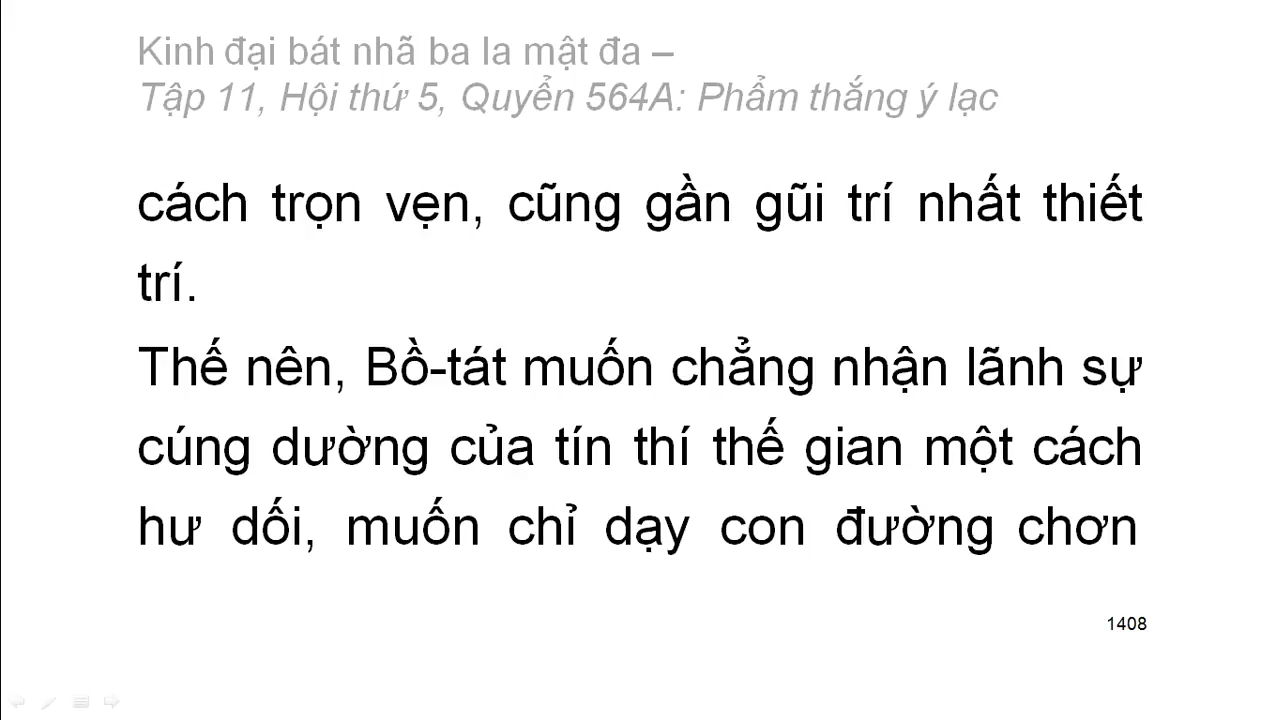 Kinh đại bát nhã ba la mật đa –
Tập 11, Hội thứ 5, Quyển 564A: Phẩm thắng ý lạc
cách trọn vẹn, cũng gần gũi trí nhất thiết
trí.
Thế nên, Bồ-tát muốn chẳng nhận lãnh sự
cúng dường của tín thí thế gian một cách
hư dối, muốn chỉ dạy con đường chơn
1408